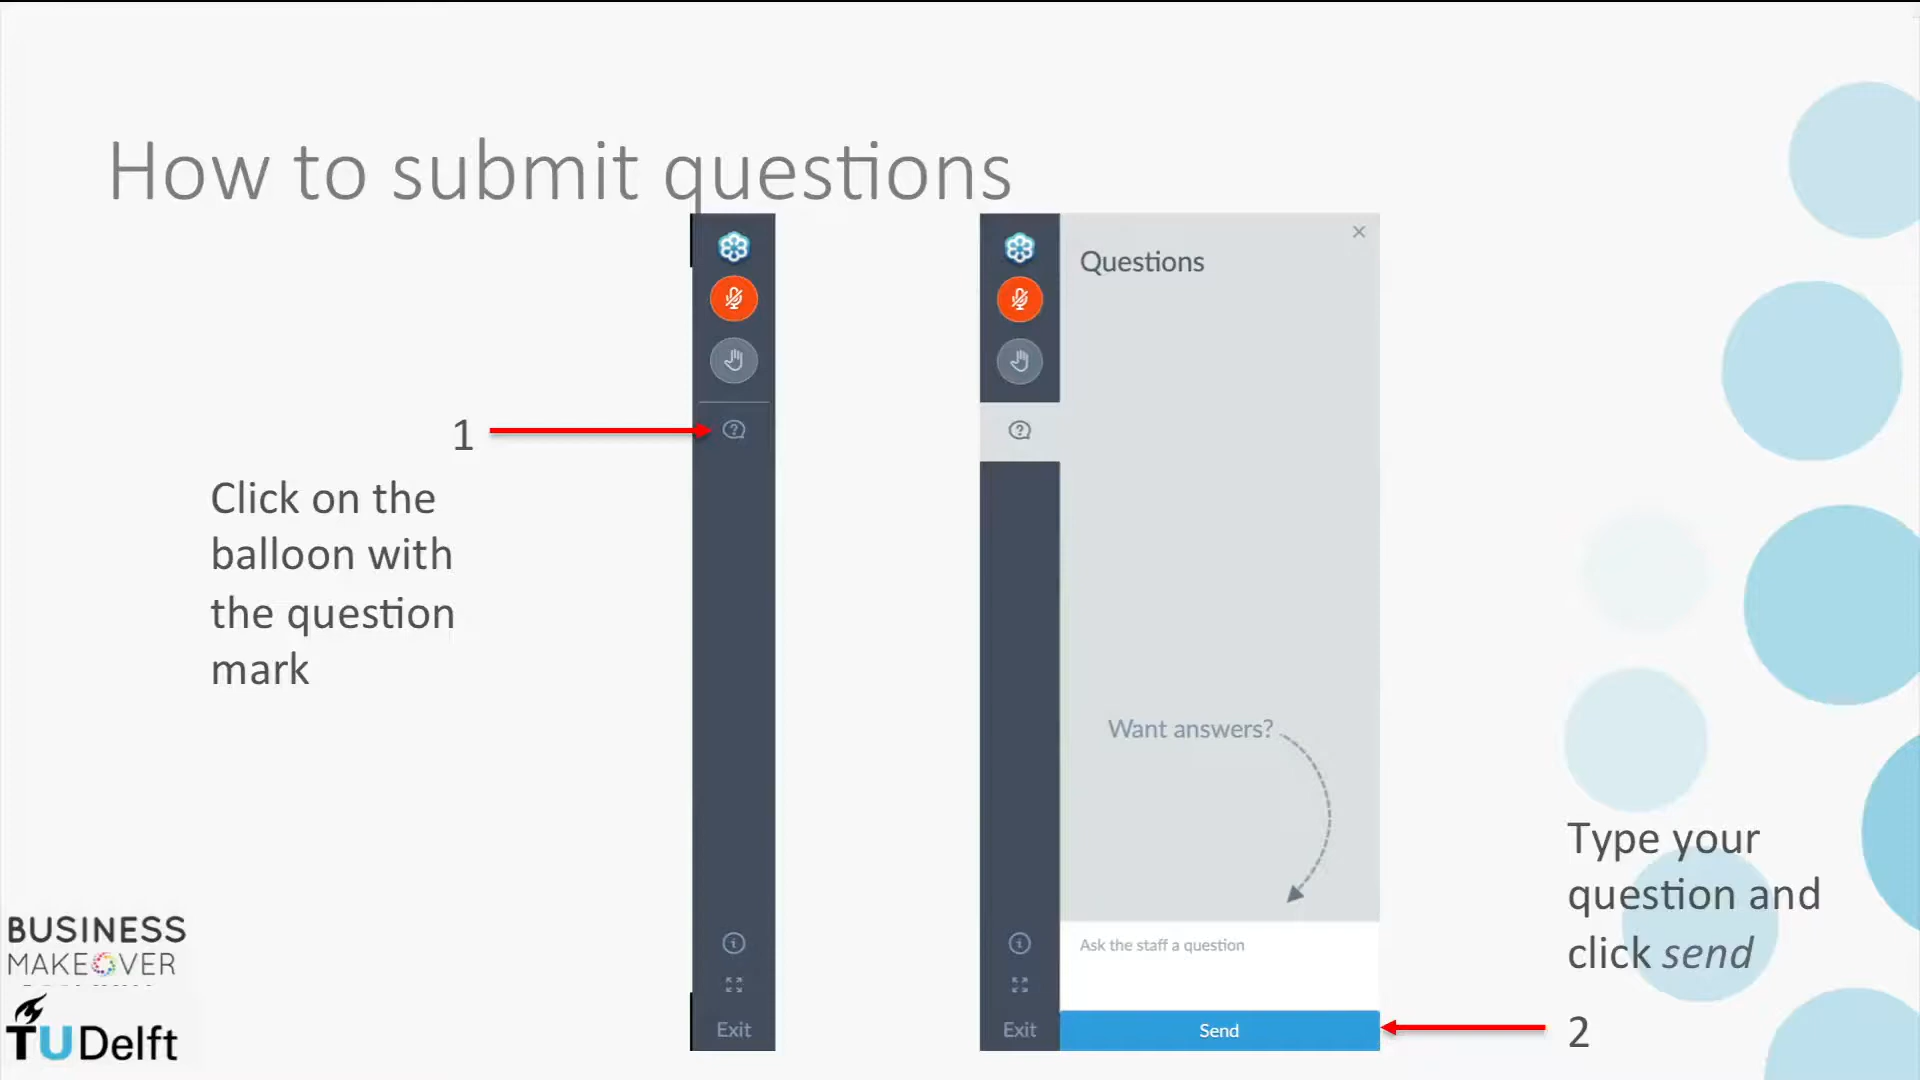 How to submit questions
1
Click on the
balloon with
the question
mark
Exit
Questions
Want answers?
Ask the staff a question
Exit
Send
Type your
question and
click send
2
BUSINESS
MAKEOVER
TUDelft